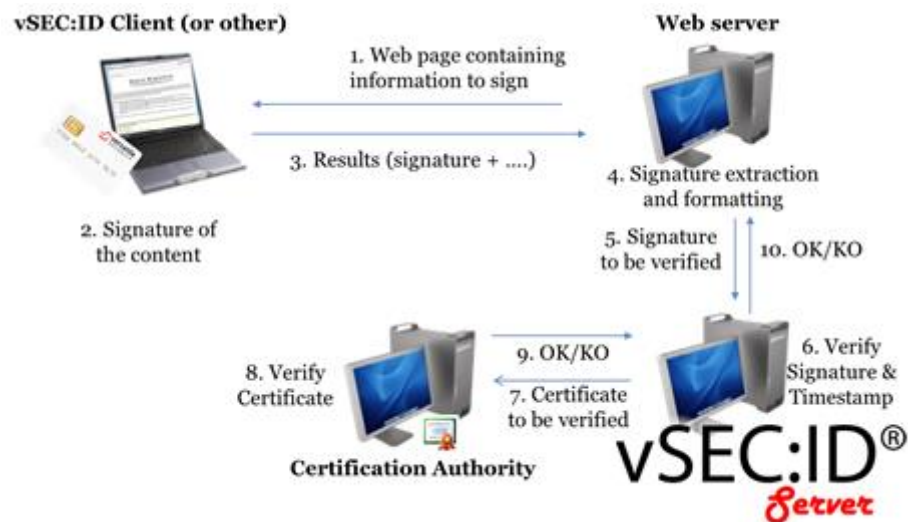 vSEC:ID Client (or other)
Web server
1. Web page containing
information to sign
3. Results (signature + ....)
2. Signature of
the content
4. Signature extraction
and formatting
5. Signature
to be verified
10. OK/KO
9. OK/KO
6. Verify
Signature &
Timestamp
8. Verify
Certificate
7. Certificate
to be verified
Certification Authority
vSEC:ID®
Server